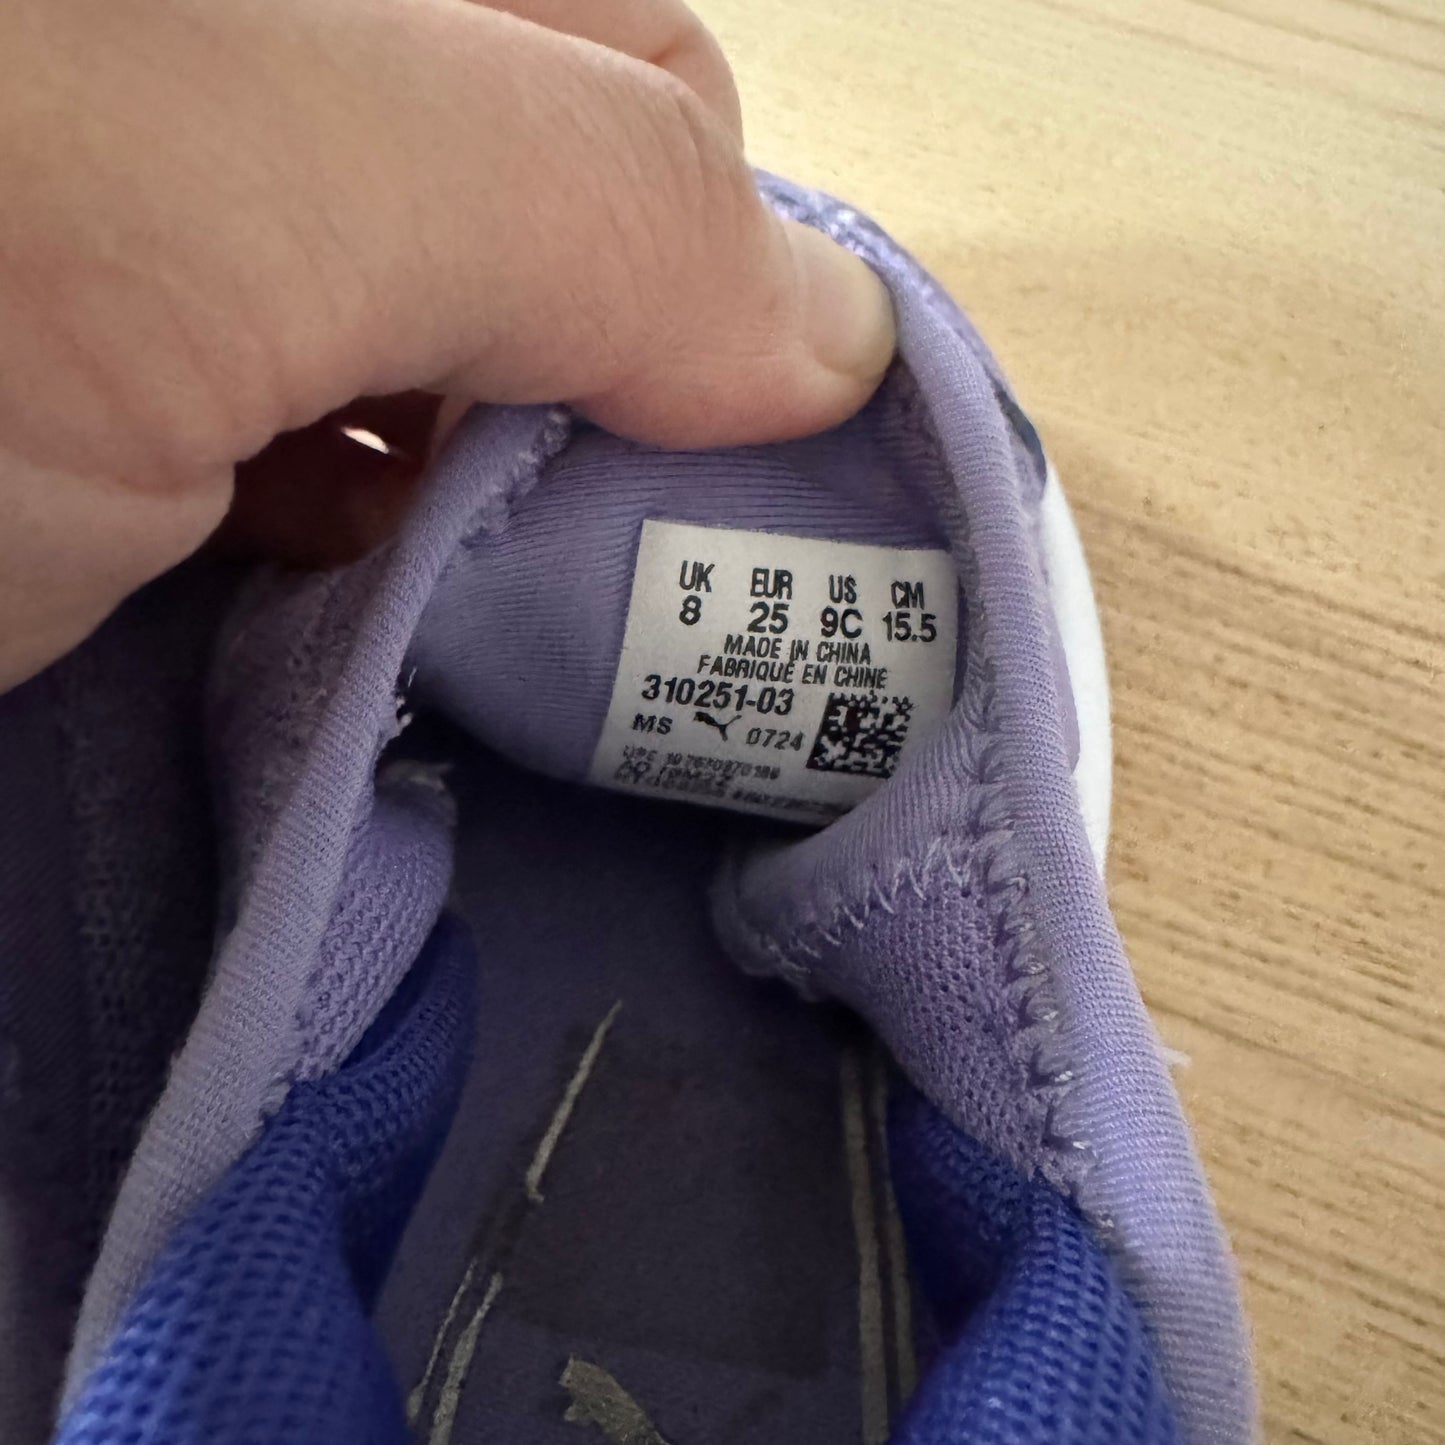 UK EUR US CM
8 25 9C 15.5
MADE IN CHINA
FABRIQUÉ EN CHINE
310251-03
MS 0724